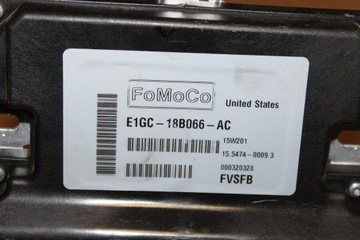 FoMoCo
United States
E1GC-18B066-AC
15W201
15.5474-0009.3
000320328
FVSFB